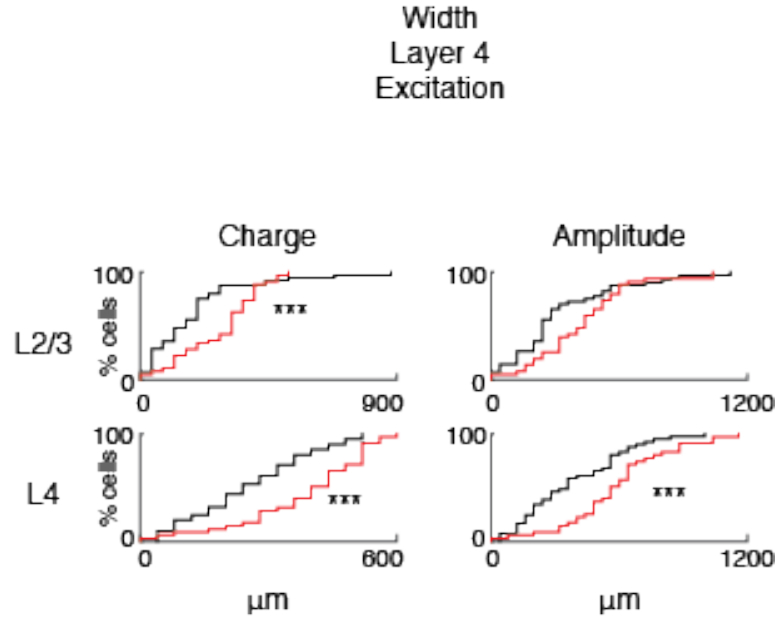 Width
Layer 4
Excitation
Charge
Amplitude
L2/3
% cells
100
0
***
0
900
100
0
0
1200
L4
% cells
100
0
***
0
600
100
0
***
0
1200
µm
µm